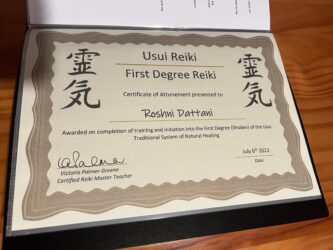 Usui Reiki
First Degree Reiki
Certificate of Attunement presented to
Roshni Dattani
Awarded on completion of training and initiation into the First Degree (Shoden) of the Usui
Traditional System of Natural Healing
霊気
霊気
July 6th 2023
Date
Victoria Palmer-Greene
Certified Reiki Master Teacher